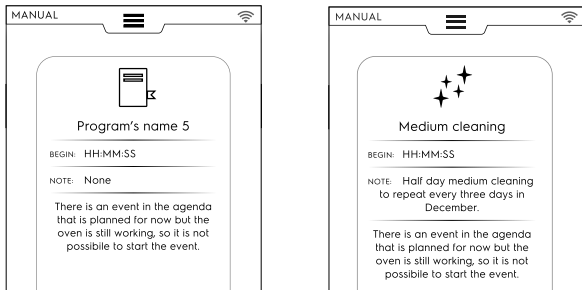 MANUAL
Program's name 5
BEGIN: HH:MM:SS
NOTE: None
There is an event in the agenda
that is planned for now but the
oven is still working, so it is not
possibile to start the event.
MANUAL
Medium cleaning
BEGIN: HH:MM:SS
NOTE: Half day medium cleaning
to repeat every three days in
December.
There is an event in the agenda
that is planned for now but the
oven is still working, so it is not
possibile to start the event.